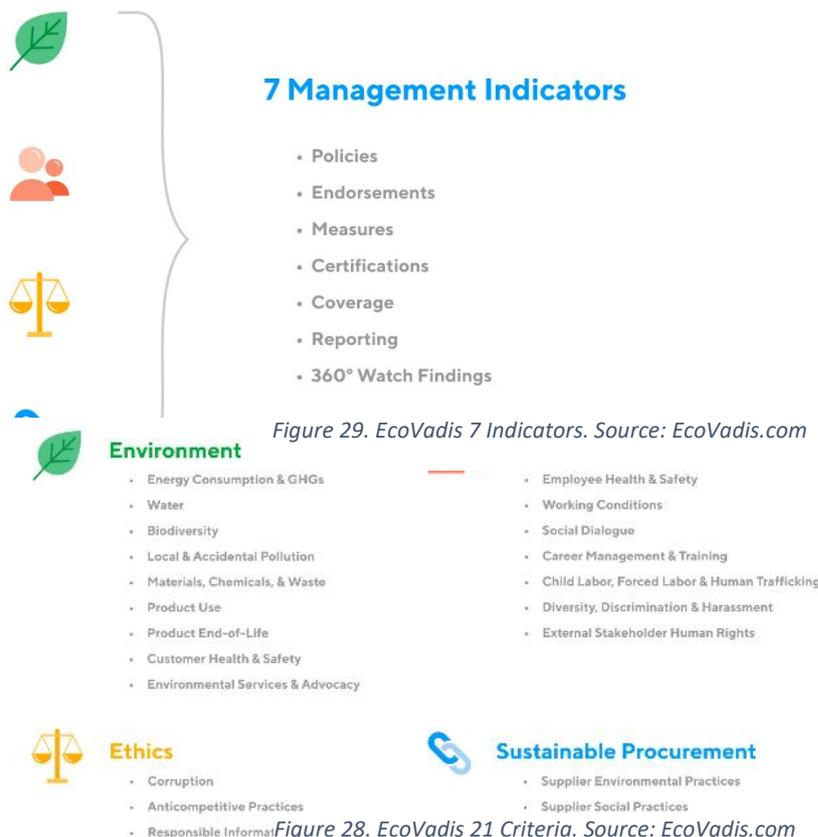 7 Management Indicators
• Policies
• Endorsements
• Measures
• Certifications
• Coverage
• Reporting
• 360° Watch Findings
Figure 29. EcoVadis 7 Indicators. Source: EcoVadis.com
Environment
• Energy Consumption & GHGs
• Water
• Biodiversity
• Local & Accidental Pollution
• Materials, Chemicals, & Waste
• Product Use
• Product End-of-Life
• Customer Health & Safety
• Environmental Services & Advocacy
• Employee Health & Safety
• Working Conditions
• Social Dialogue
• Career Management & Training
• Child Labor, Forced Labor & Human Trafficking
• Diversity, Discrimination & Harassment
• External Stakeholder Human Rights
Ethics
• Corruption
• Anticompetitive Practices
• Responsible
Sustainable Procurement
• Supplier Environmental Practices
• Supplier Social Practices
Figure 28. EcoVadis 21 Criteria. Source: EcoVadis.com